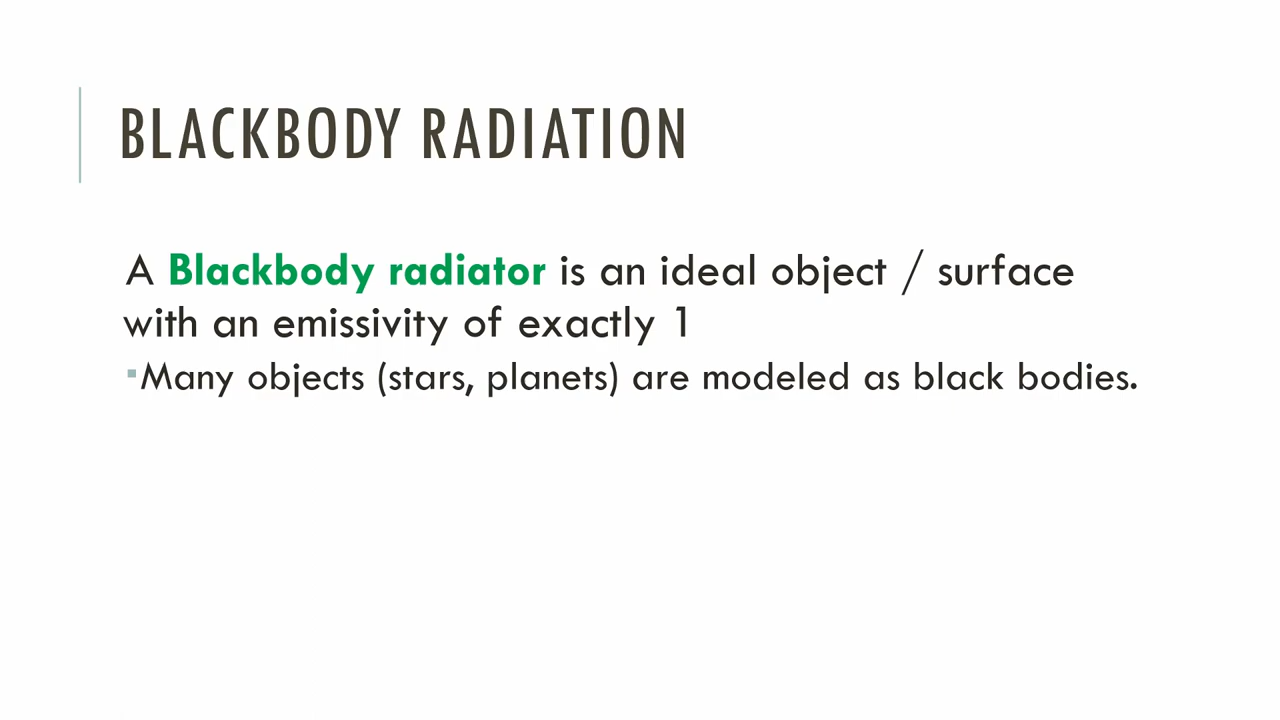 BLACKBODY RADIATION
A Blackbody radiator is an ideal object / surface
with an emissivity of exactly 1
▪Many objects (stars, planets) are modeled as black bodies.